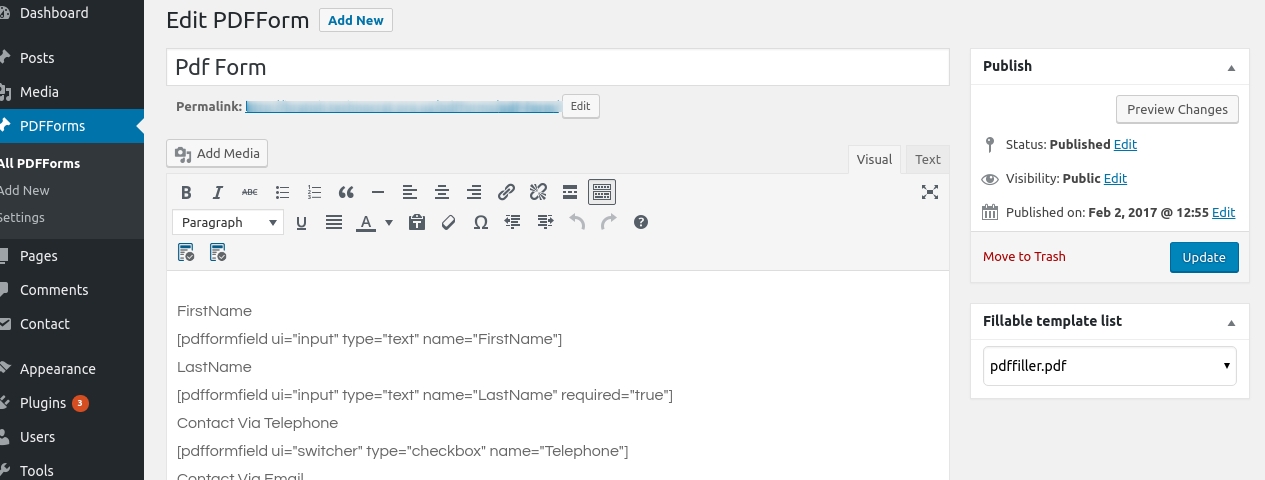 Dashboard
Posts
Media
PDFForms
All PDFForms
Add New
Settings
Pages
Comments
Contact
Appearance
Plugins 3
Users
Tools
Edit PDFForm Add New
Pdf Form
Permalink: Edit
Add Media
Visual Text
B I ABC
Paragraph U A Ω
FirstName
[pdfformfield ui="input" type="text" name="FirstName"]
LastName
[pdfformfield ui="input" type="text" name="LastName" required="true"]
Contact Via Telephone
[pdfformfield ui="switcher" type="checkbox" name="Telephone"]
Contact Via Email
Publish
Preview Changes
Status: Published Edit
Visibility: Public Edit
Published on: Feb 2, 2017 @ 12:55 Edit
Move to Trash Update
Fillable template list
pdffiller.pdf